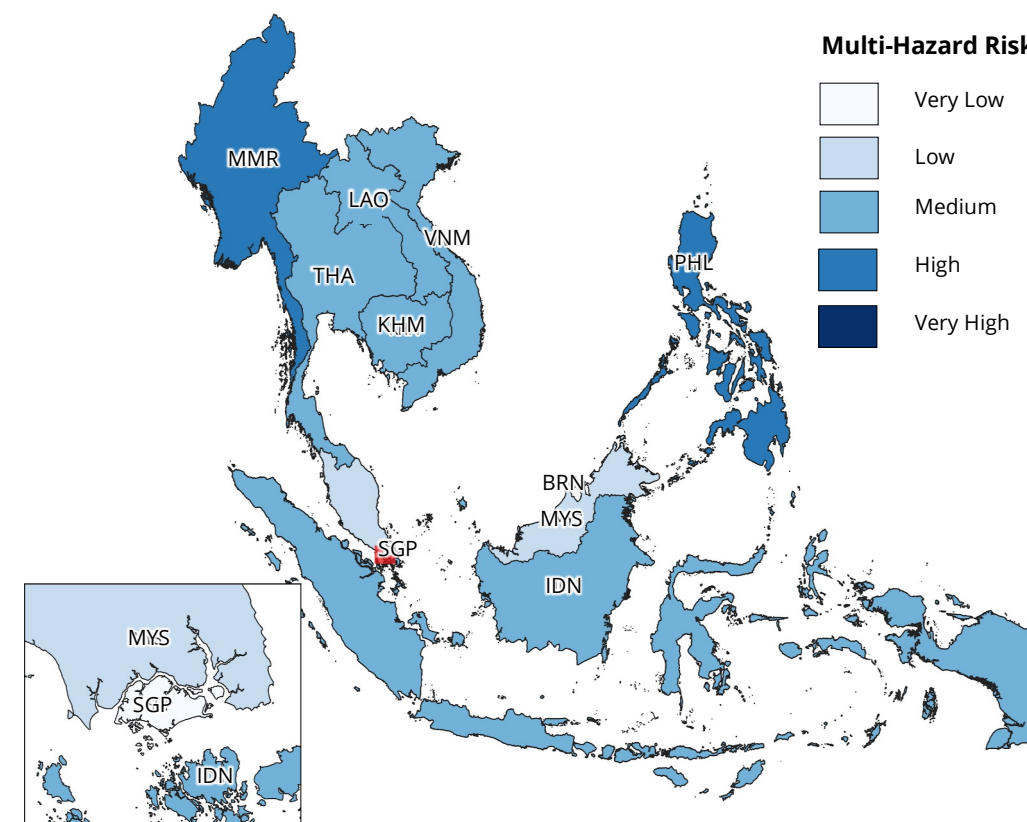 Multi-Hazard Risk
Very Low
Low
Medium
High
Very High
MMR
LAO
VNM
THA
KHM
PHL
BRN
MYS
SGP
IDN
MYS
SGP
IDN